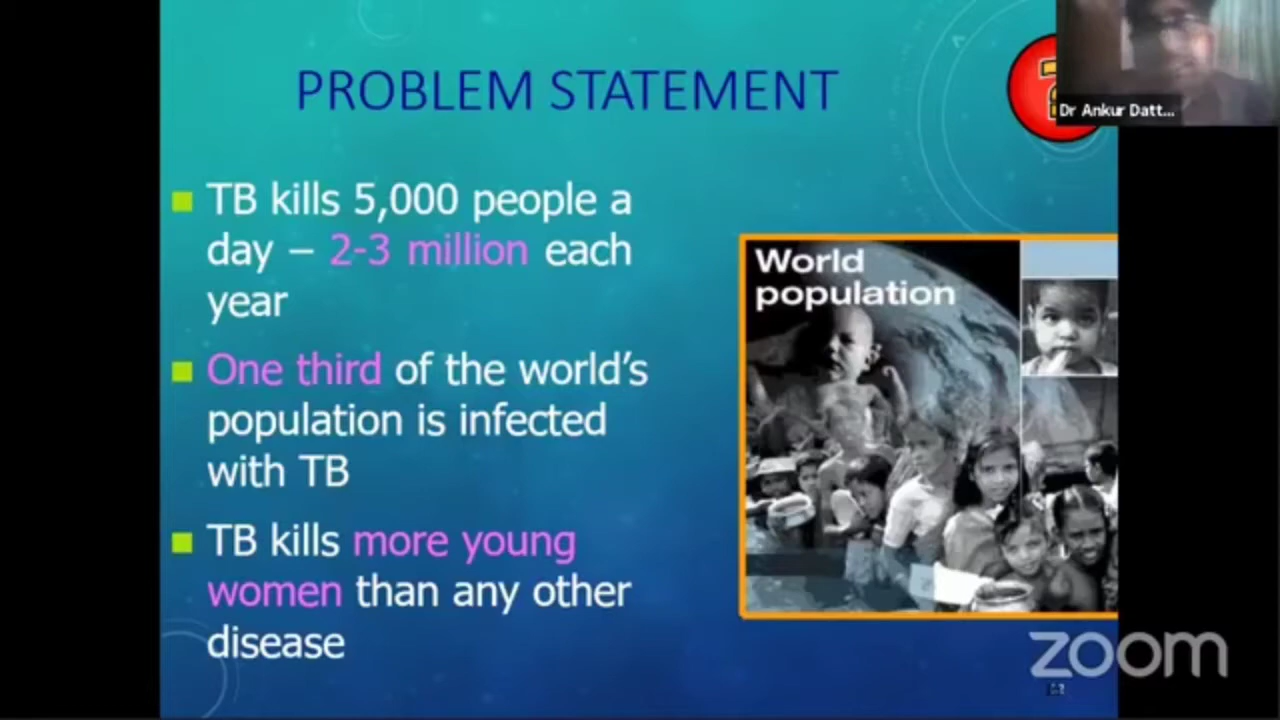 PROBLEM STATEMENT
Dr Ankur Datt...
TB kills 5,000 people a
day – 2-3 million each
year
One third of the world's
population is infected
with TB
TB kills more young
women than any other
disease
World
population
zoom